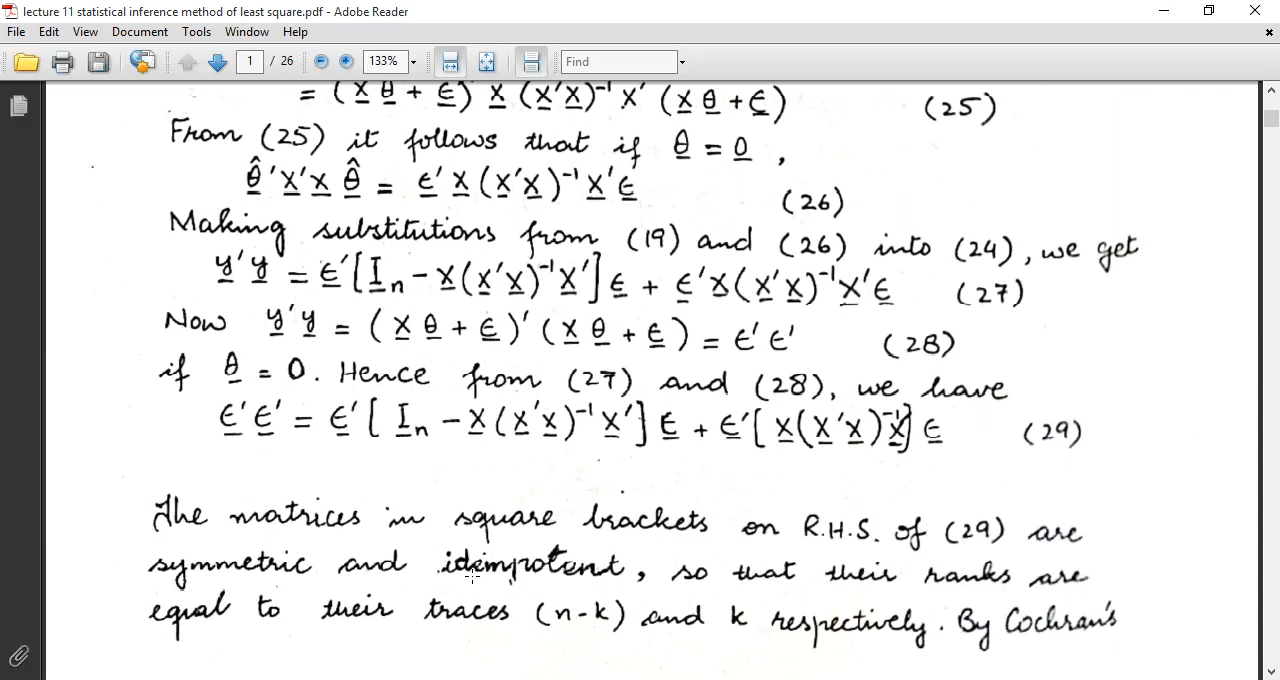 lecture 11 statistical inference method of least square.pdf - Adobe Reader
File Edit View Document Tools Window Help
1 / 26 133% Find
= (X θ + ε)' X (X'X)⁻¹ X' (X θ + ε) (25)
From (25) it follows that if θ = 0 ,
θ̂'X'X θ̂ = ε' X (X'X)⁻¹ X'ε (26)
Making substitutions from (19) and (26) into (24), we get
y'y = ε'[Iₙ - X(X'X)⁻¹X'] ε + ε'X(X'X)⁻¹X'ε (27)
Now y'y = (X θ + ε)' (X θ + ε) = ε'ε' (28)
if θ = 0. Hence from (27) and (28), we have
ε'ε' = ε'[ Iₙ - X(X'X)⁻¹ X'] ε + ε'[ X(X'X)⁻¹X'] ε (29)
The matrices in square brackets on R.H.S. of (29) are
symmetric and idempotent, so that their ranks are
equal to their traces (n-k) and k respectively. By Cochran's